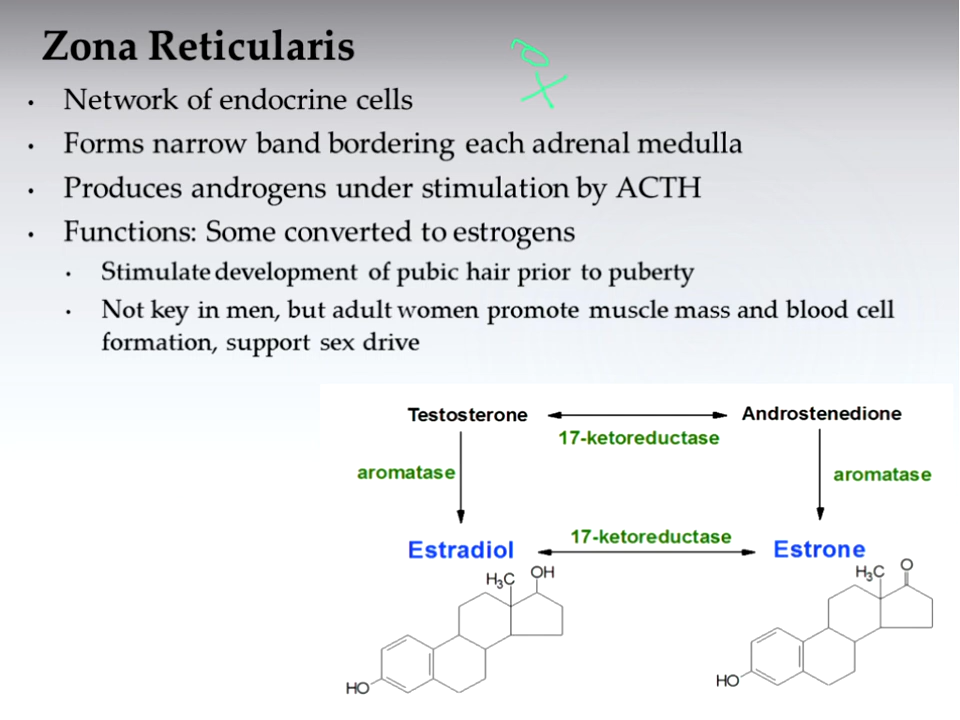 Zona Reticularis
• Network of endocrine cells
• Forms narrow band bordering each adrenal medulla
• Produces androgens under stimulation by ACTH
• Functions: Some converted to estrogens
• Stimulate development of pubic hair prior to puberty
• Not key in men, but adult women promote muscle mass and blood cell
formation, support sex drive
Testosterone
Androstenedione
17-ketoreductase
aromatase
aromatase
17-ketoreductase
Estradiol
Estrone
H₃C
OH
H₃C
O
HO
HO